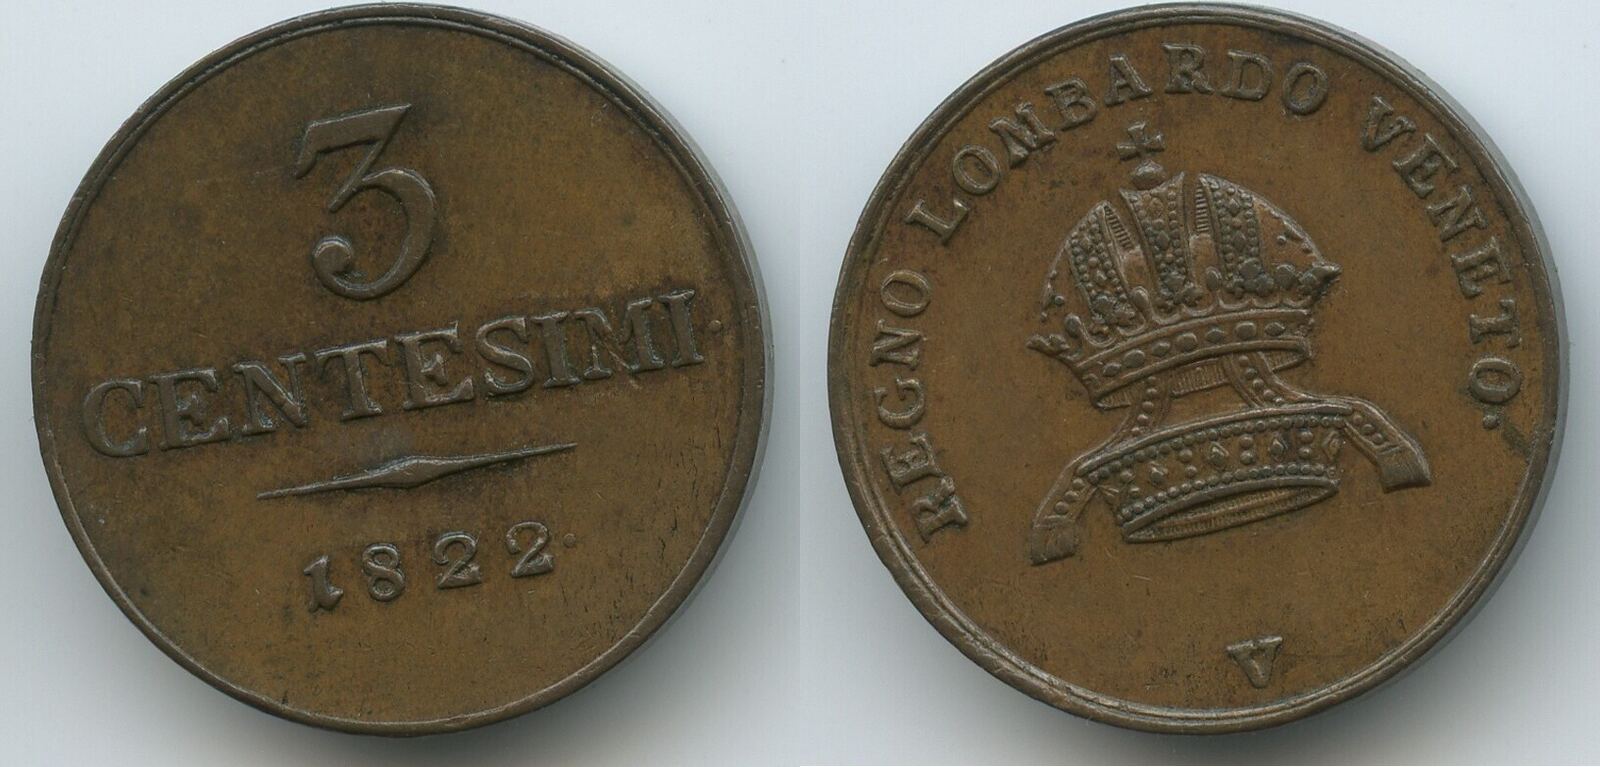 3
CENTESIMI.
1822.
REGNO LOMBARDO VENETO.
V